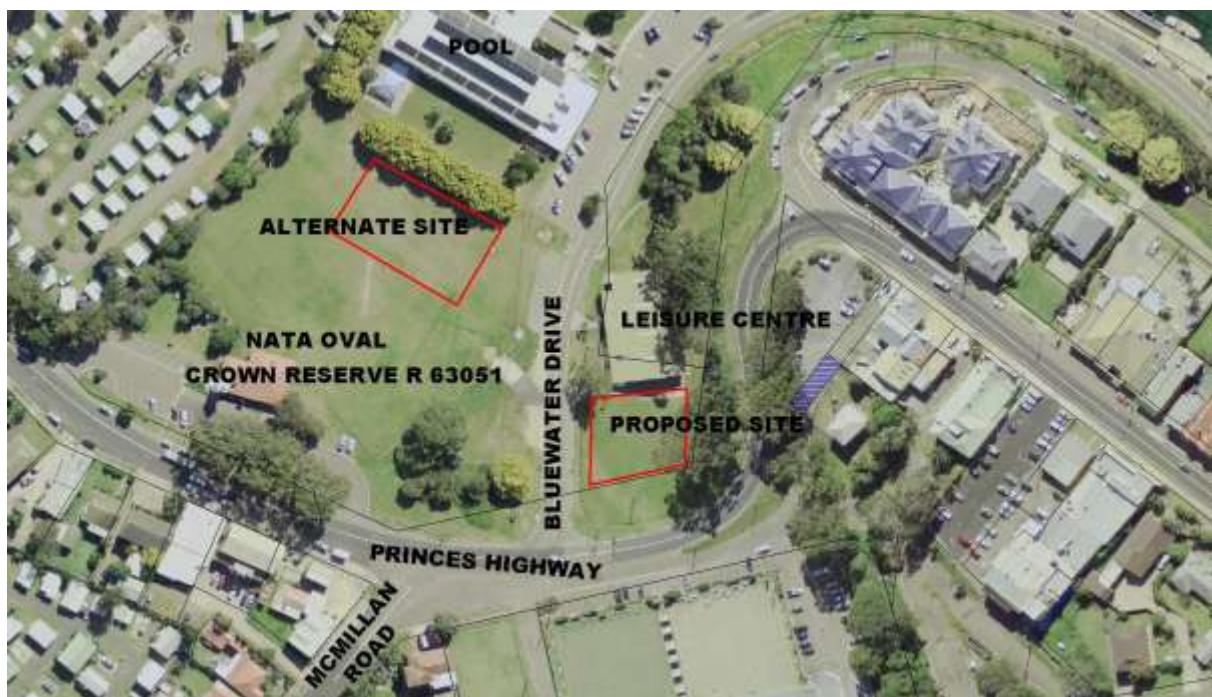 POOL
ALTERNATE SITE
NATA OVAL
CROWN RESERVE R 63051
LEISURE CENTRE
PROPOSED SITE
BLUEWATER DRIVE
PRINCES HIGHWAY
MCMILLAN
ROAD